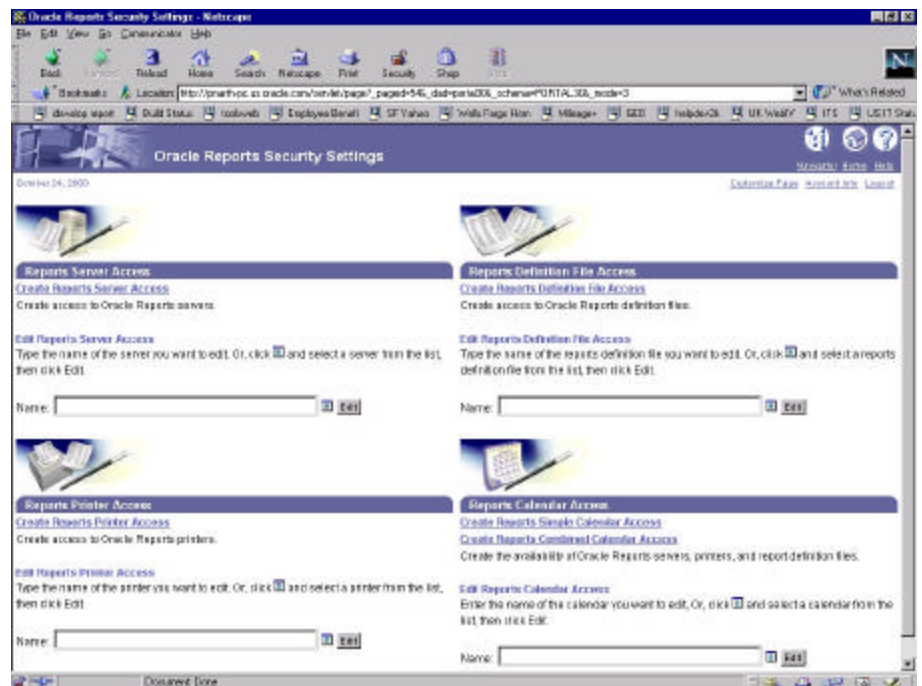 Oracle Reports Security Settings - Netscape
File Edit View Go Communicator Help
Back Reload Home Search Netscape Print Security Shop
Bookmarks Location: What's Related
Build Status SF Yahoo Wells Fargo Mileage+ ITS
Oracle Reports Security Settings
Navigator Home Help
October 24, 2000
Customize Page Account Info Logout
Reports Server Access
Create Reports Server Access
Create access to Oracle Reports servers.
Edit Reports Server Access
Type the name of the server you want to edit. Or, click and select a server from the list,
then click Edit.
Name: Edit
Reports Definition File Access
Create Reports Definition File Access
Create access to Oracle Reports definition files.
Edit Reports Definition File Access
Type the name of the reports definition file you want to edit. Or, click and select a reports
definition file from the list, then click Edit.
Name: Edit
Reports Printer Access
Create Reports Printer Access
Create access to Oracle Reports printers.
Edit Reports Printer Access
Type the name of the printer you want to edit. Or, click and select a printer from the list,
then click Edit.
Name: Edit
Reports Calendar Access
Create Reports Simple Calendar Access
Create Reports Combined Calendar Access
Create the availability of Oracle Reports servers, printers, and report definition files.
Edit Reports Calendar Access
Enter the name of the calendar you want to edit, Or, click and select a calendar from the
list, then click Edit.
Name: Edit
Document Done